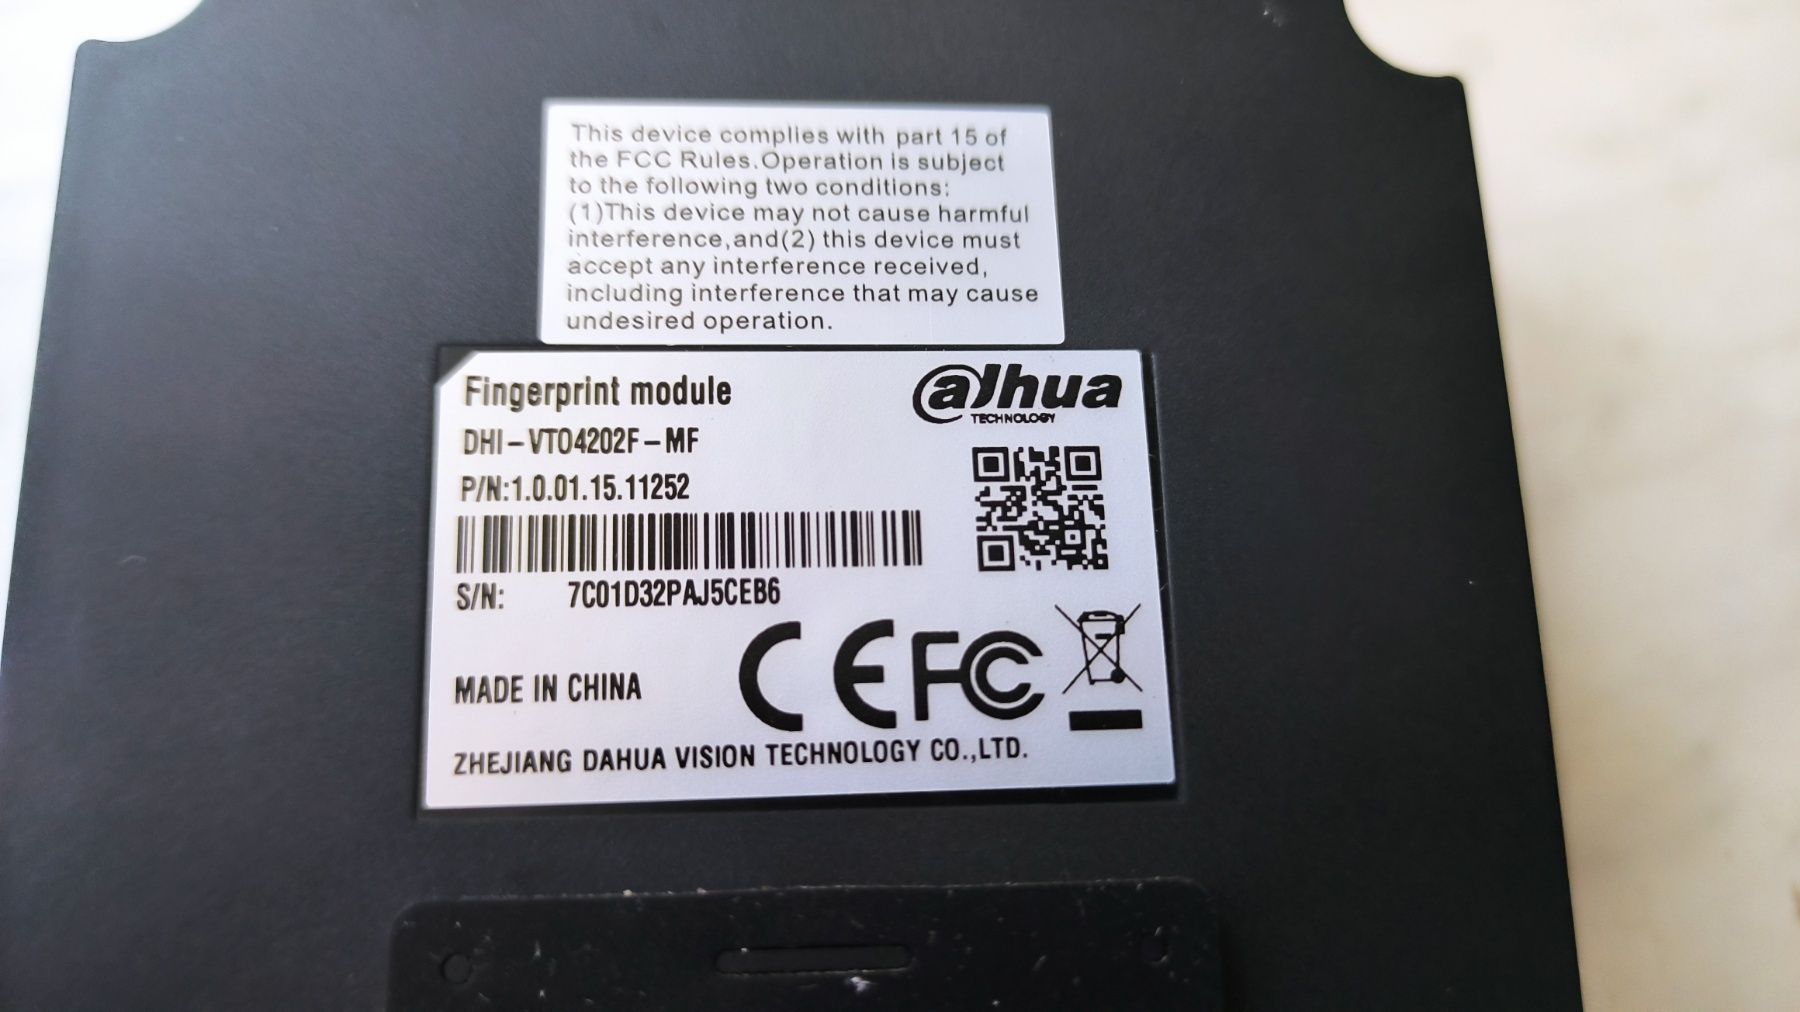 This device complies with part 15 of
the FCC Rules.Operation is subject
to the following two conditions:
(1)This device may not cause harmful
interference,and(2) this device must
accept any interference received,
including interference that may cause
undesired operation.
Fingerprint module
alhua
TECHNOLOGY
DHI-VTO4202F-MF
P/N:1.0.01.15.11252
S/N: 7C01D32PAJ5CEB6
CE FC
MADE IN CHINA
ZHEJIANG DAHUA VISION TECHNOLOGY CO.,LTD.